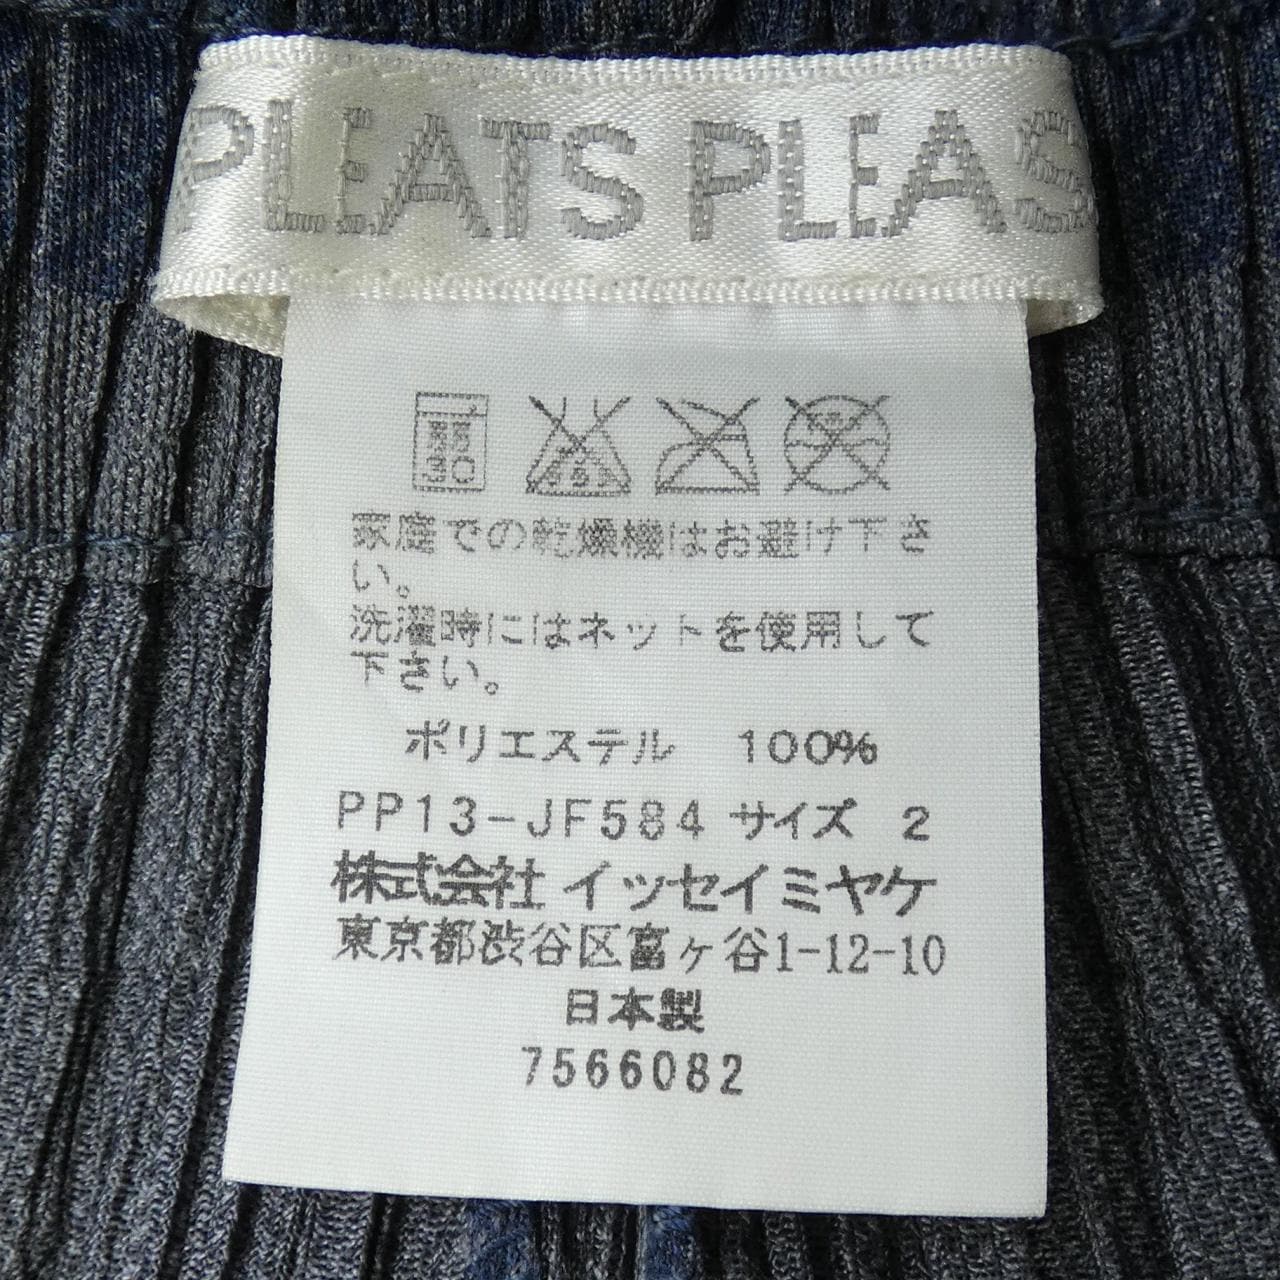 PLEATS PLEAS
30
家庭での乾燥機はお避け下さ
い。
洗濯時にはネットを使用して
下さい。
ポリエステル 100%
PP13-JF584 サイズ 2
株式会社 イッセイミヤケ
東京都渋谷区富ヶ谷1-12-10
日本製
7566082